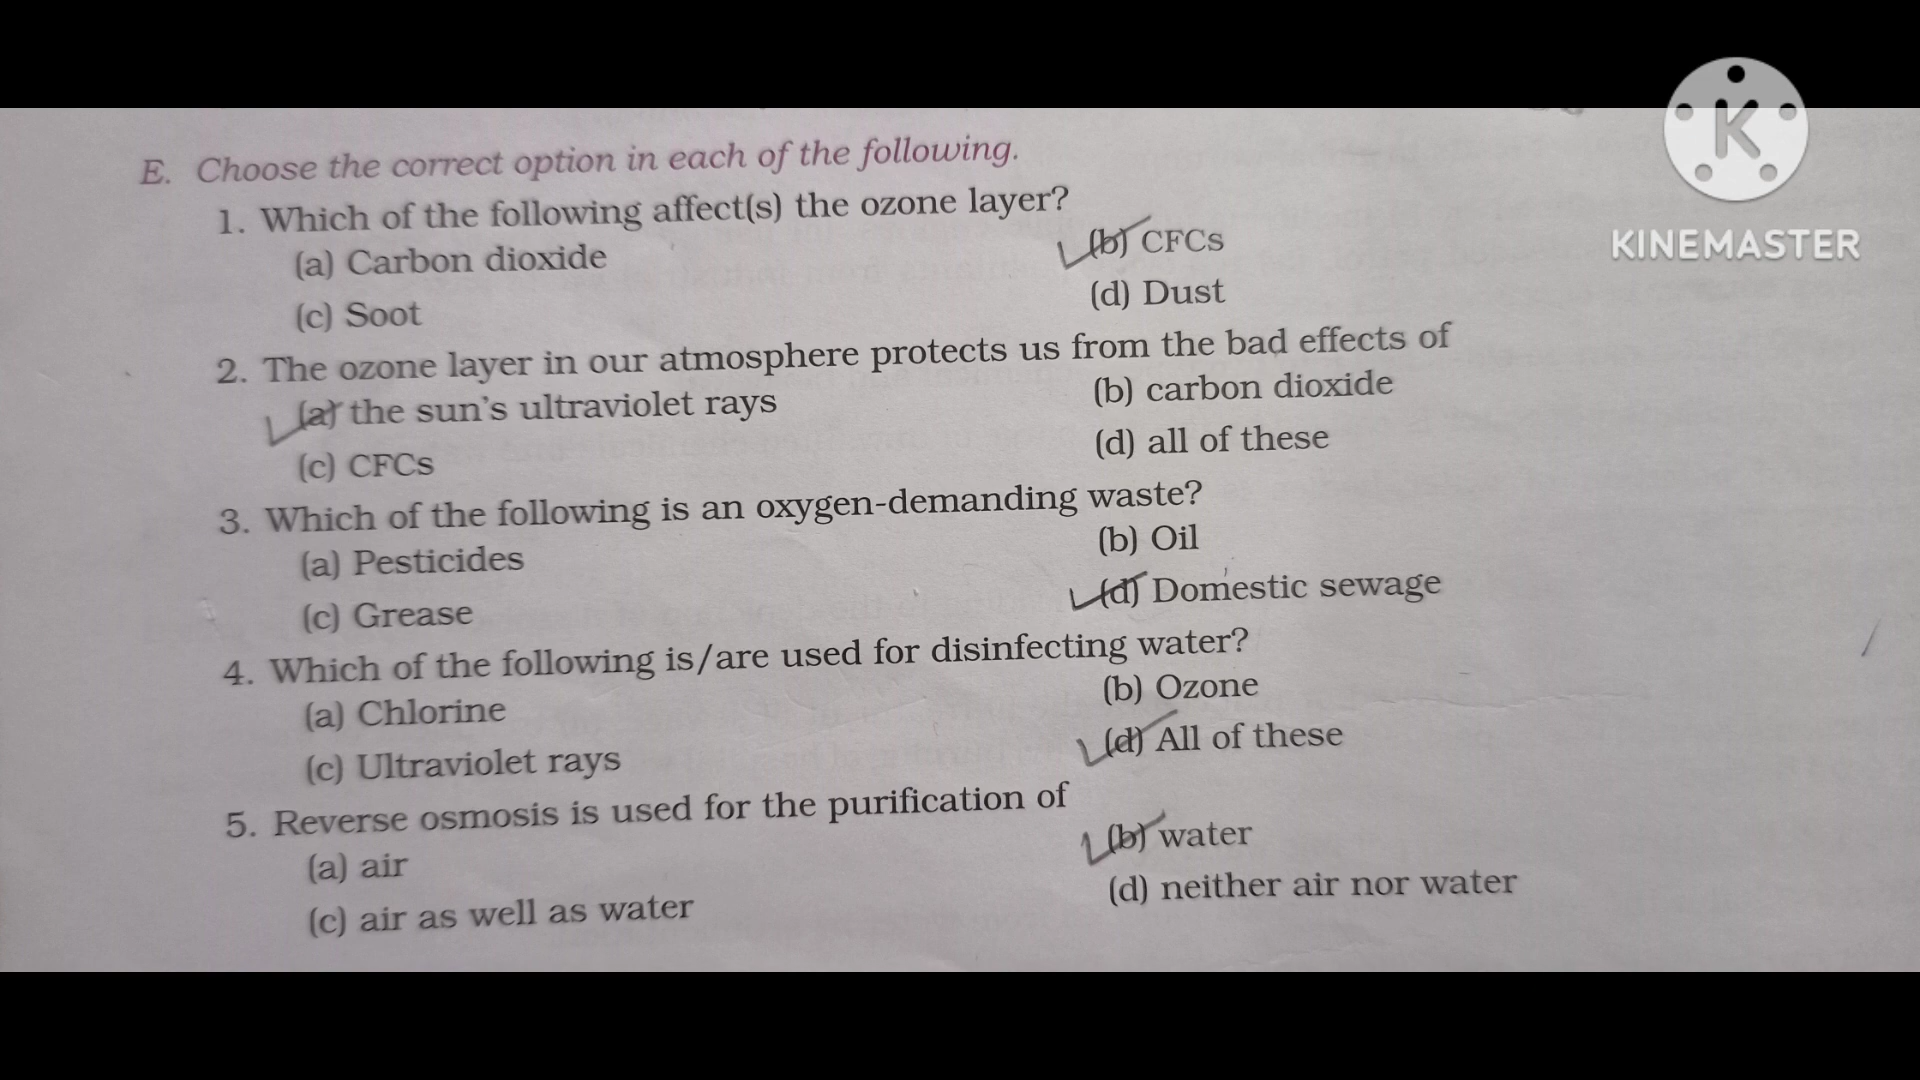 E. Choose the correct option in each of the following.
1. Which of the following affect(s) the ozone layer?
(a) Carbon dioxide (b) CFCs
(c) Soot (d) Dust
2. The ozone layer in our atmosphere protects us from the bad effects of
(a) the sun's ultraviolet rays (b) carbon dioxide
(c) CFCs (d) all of these
3. Which of the following is an oxygen-demanding waste?
(a) Pesticides (b) Oil
(c) Grease (d) Domestic sewage
4. Which of the following is/are used for disinfecting water?
(a) Chlorine (b) Ozone
(c) Ultraviolet rays (d) All of these
5. Reverse osmosis is used for the purification of
(a) air (b) water
(c) air as well as water (d) neither air nor water
K
KINEMASTER